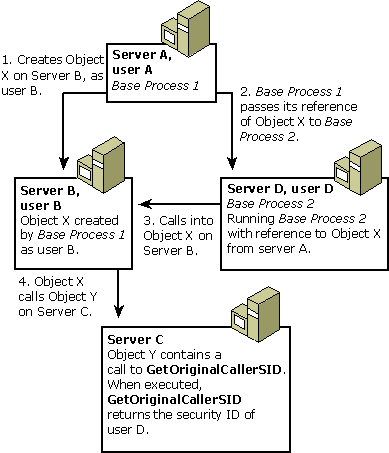 1. Creates Object
X on Server B, as
user B.
Server A,
user A
Base Process 1
2. Base Process 1
passes its reference
of Object X to Base
Process 2.
Server B,
user B
Object X created
by Base Process 1
as user B.
3. Calls into
Object X on
Server B.
Server D, user D
Base Process 2
Running Base Process 2
with reference to Object X
from server A.
4. Object X
calls Object Y
on Server C.
Server C
Object Y contains a
call to GetOriginalCallerSID.
When executed,
GetOriginalCallerSID
returns the security ID of
user D.